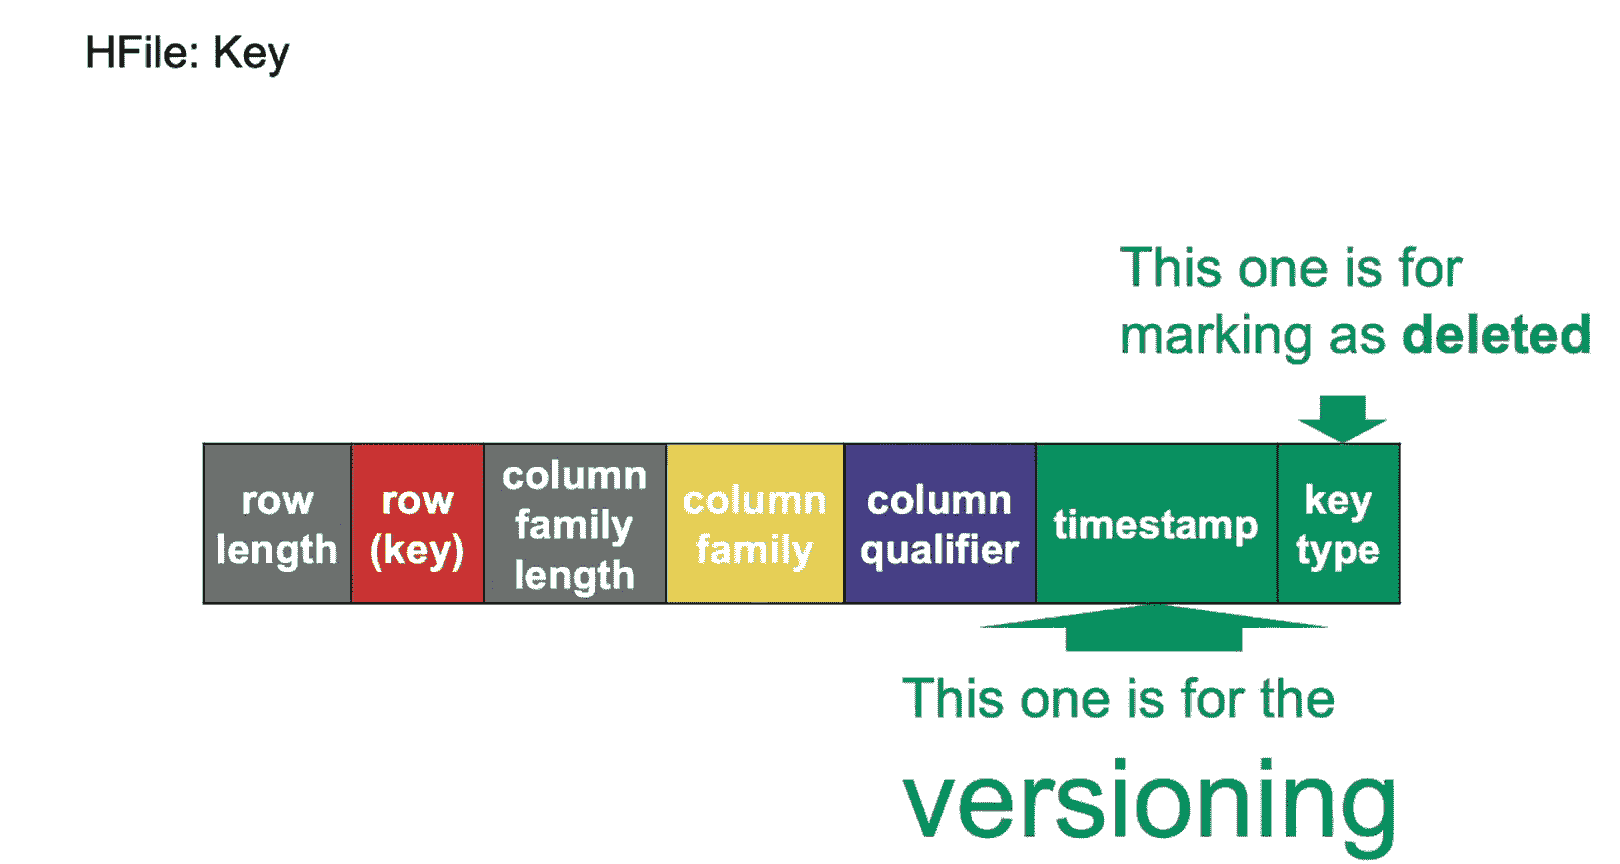 HFile: Key
This one is for
marking as deleted
row
length
row
(key)
column
family
length
column
family
column
qualifier
timestamp
key
type
This one is for the
versioning